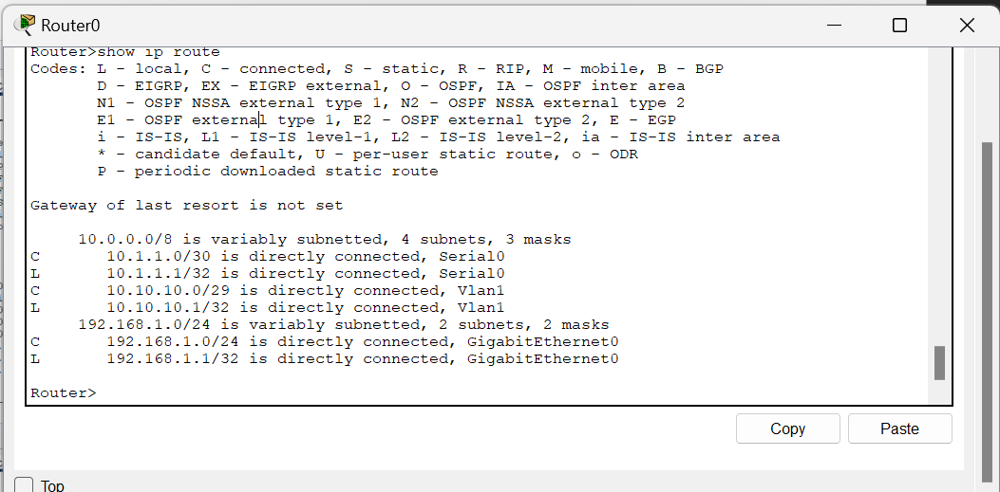 Router0
Router>show ip route
Codes: L - local, C - connected, S - static, R - RIP, M - mobile, B - BGP
D - EIGRP, EX - EIGRP external, O - OSPF, IA - OSPF inter area
N1 - OSPF NSSA external type 1, N2 - OSPF NSSA external type 2
E1 - OSPF external type 1, E2 - OSPF external type 2, E - EGP
i - IS-IS, L1 - IS-IS level-1, L2 - IS-IS level-2, ia - IS-IS inter area
* - candidate default, U - per-user static route, o - ODR
P - periodic downloaded static route
Gateway of last resort is not set
10.0.0.0/8 is variably subnetted, 4 subnets, 3 masks
C 10.1.1.0/30 is directly connected, Serial0
L 10.1.1.1/32 is directly connected, Serial0
C 10.10.10.0/29 is directly connected, Vlan1
L 10.10.10.1/32 is directly connected, Vlan1
192.168.1.0/24 is variably subnetted, 2 subnets, 2 masks
C 192.168.1.0/24 is directly connected, GigabitEthernet0
L 192.168.1.1/32 is directly connected, GigabitEthernet0
Router>
Copy Paste
Top